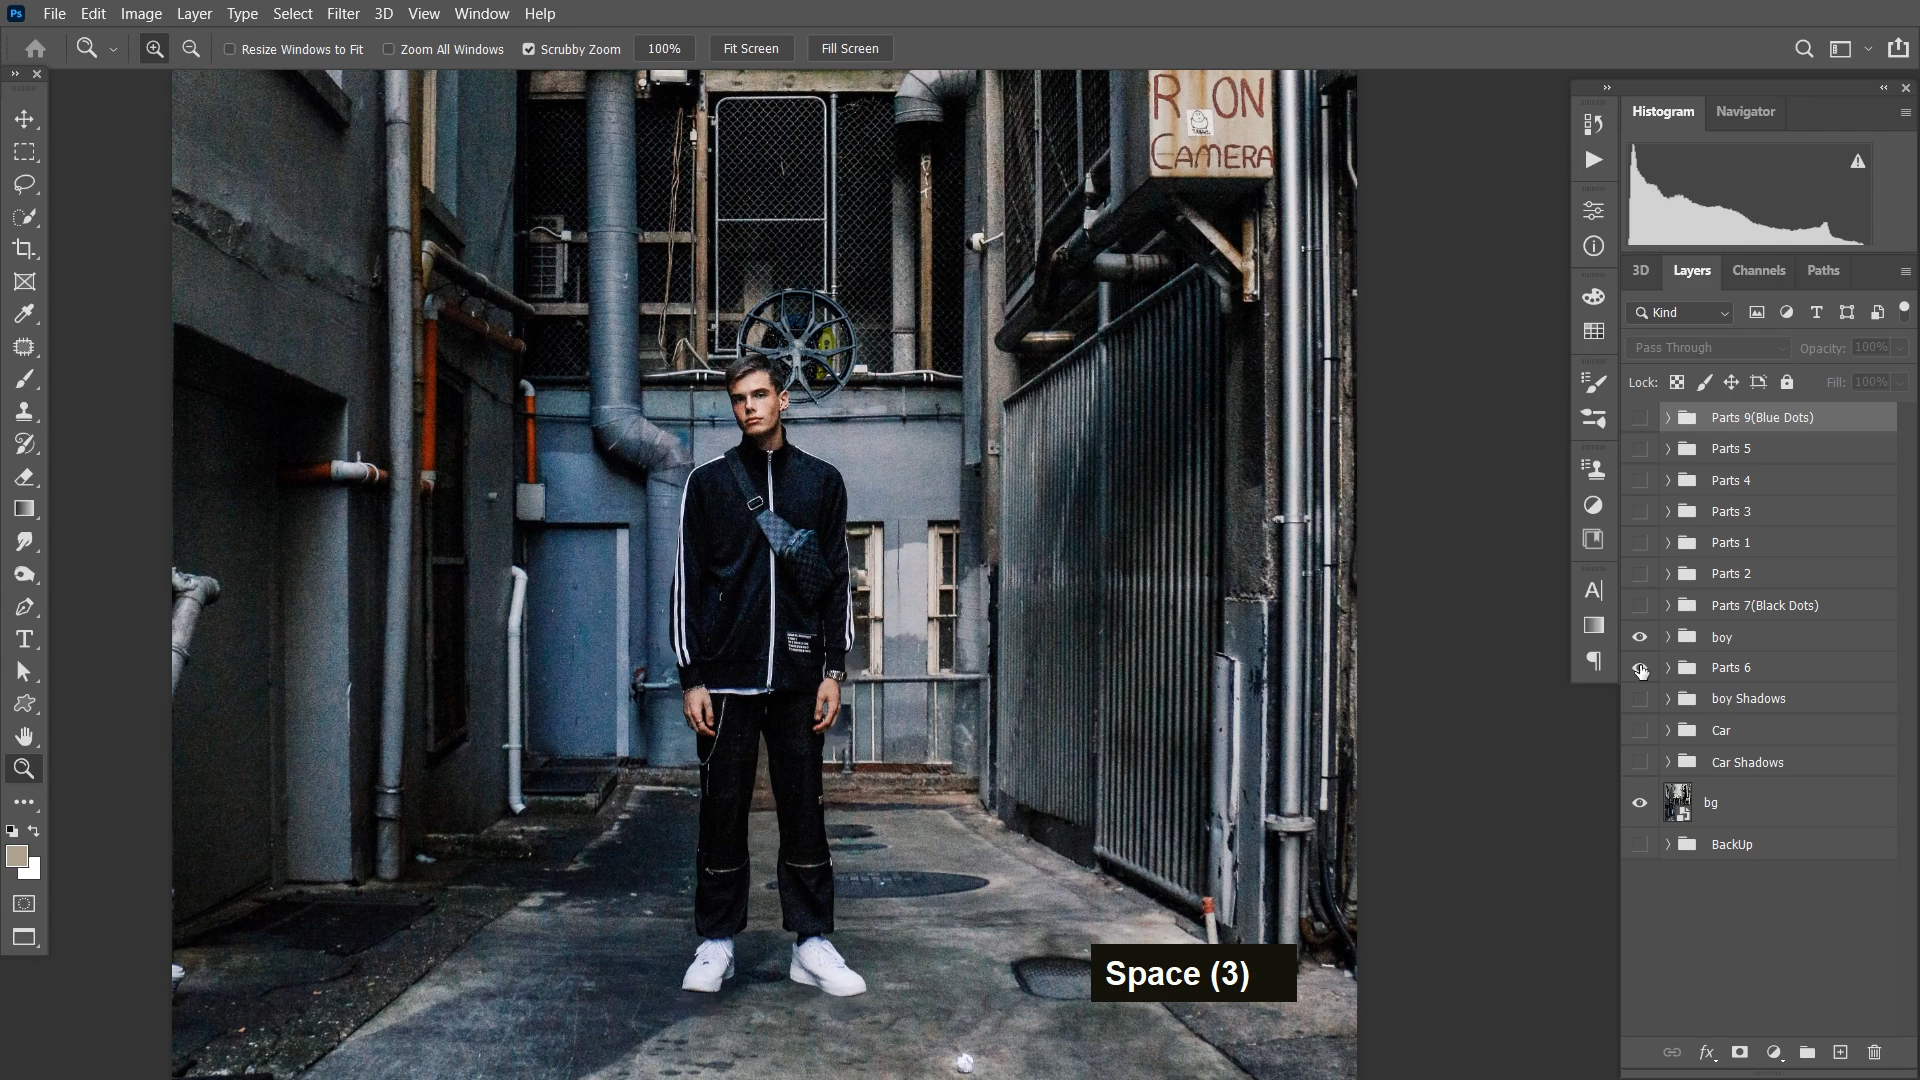 Ps File Edit Image Layer Type Select Filter 3D View Window Help
Resize Windows to Fit Zoom All Windows Scrubby Zoom 100% Fit Screen Fill Screen
Histogram Navigator
R ON
CAMERA
3D Layers Channels Paths
Kind
Pass Through Opacity: 100%
Lock: Fill: 100%
Parts 9(Blue Dots)
Parts 5
Parts 4
Parts 3
Parts 1
Parts 2
Parts 7(Black Dots)
boy
Parts 6
boy Shadows
Car
Car Shadows
bg
BackUp
Space (3)
fx